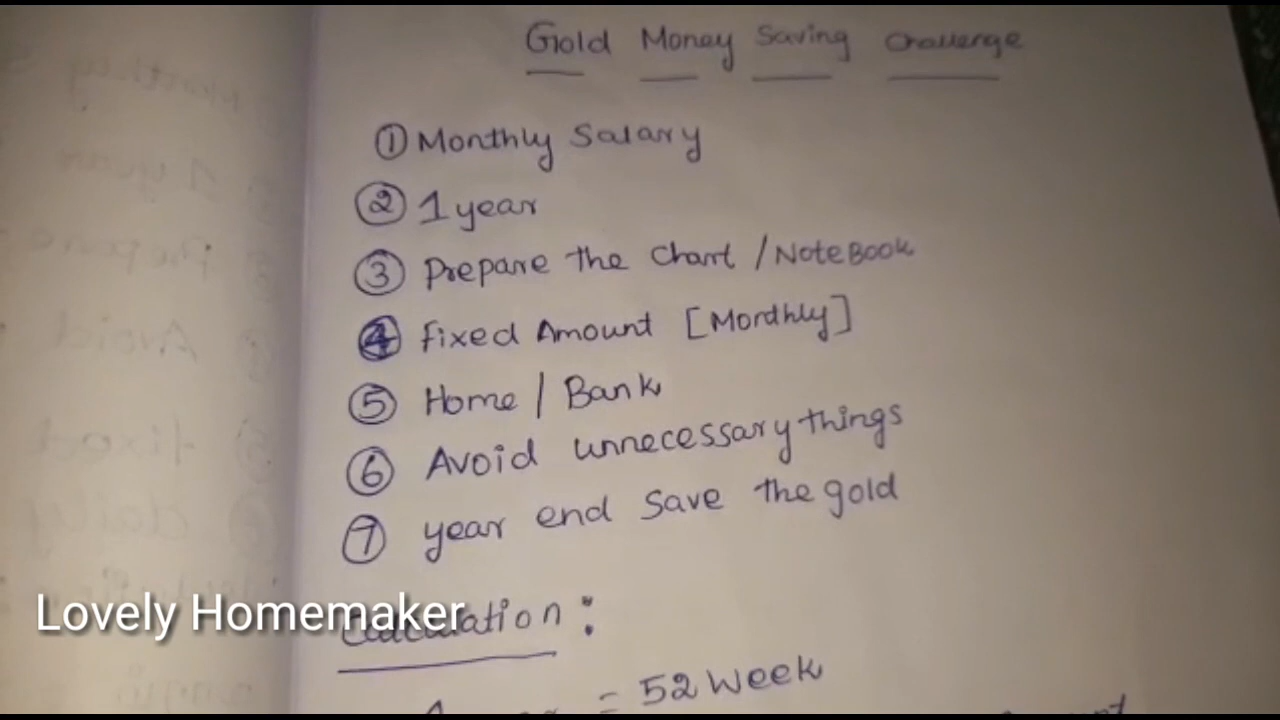 Gold Money Saving Challenge
① Monthly Salary
② 1 year
③ Prepare the Chart / NoteBook
④ Fixed Amount [Monthly]
⑤ Home / Bank
⑥ Avoid unnecessary things
⑦ year end Save the gold
Lovely Homemaker
Calculation :
= 52 Week